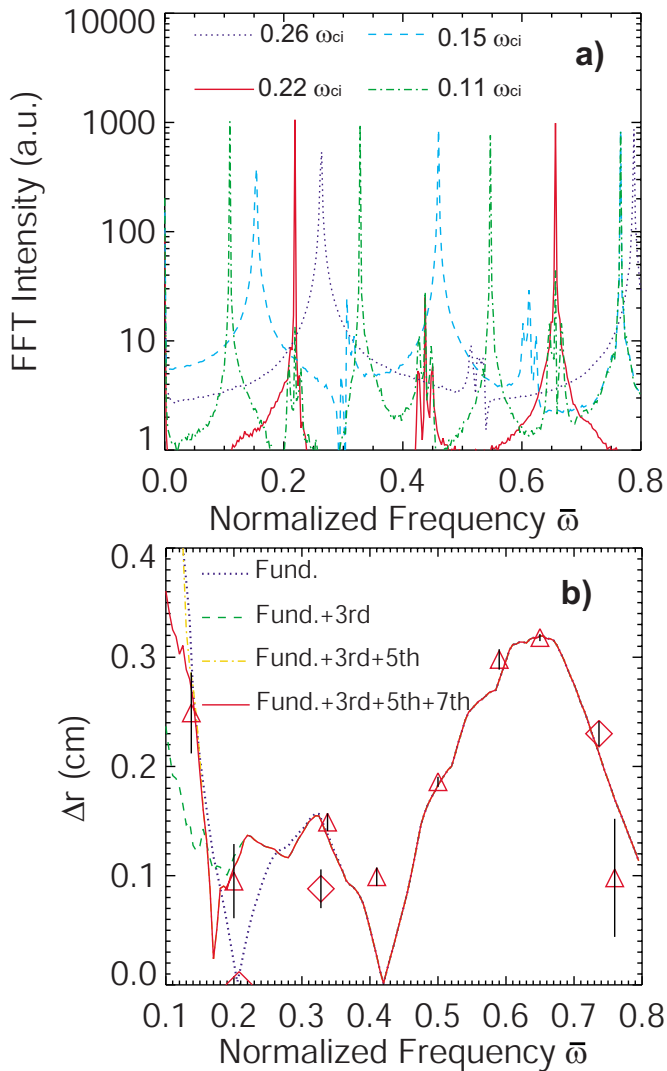 10000
0.26 ωci 0.15 ωci a)
0.22 ωci 0.11 ωci
1000
100
10
1
FFT Intensity (a.u.)
0.0 0.2 0.4 0.6 0.8
Normalized Frequency ω̅
0.4
Fund. b)
Fund.+3rd
0.3
Fund.+3rd+5th
Fund.+3rd+5th+7th
0.2
0.1
0.0
Δr (cm)
0.1 0.2 0.3 0.4 0.5 0.6 0.7 0.8
Normalized Frequency ω̅